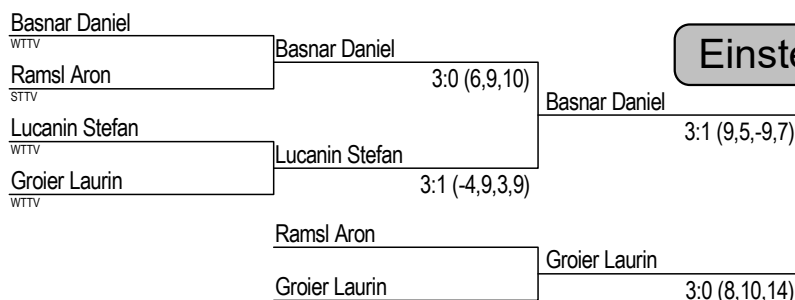 Basnar Daniel
WTTV
Basnar Daniel
Ramsl Aron
STTV
3:0 (6,9,10)
Basnar Daniel
Lucanin Stefan
WTTV
3:1 (9,5,-9,7)
Lucanin Stefan
Groier Laurin
WTTV
3:1 (-4,9,3,9)
Ramsl Aron
Groier Laurin
Groier Laurin
3:0 (8,10,14)